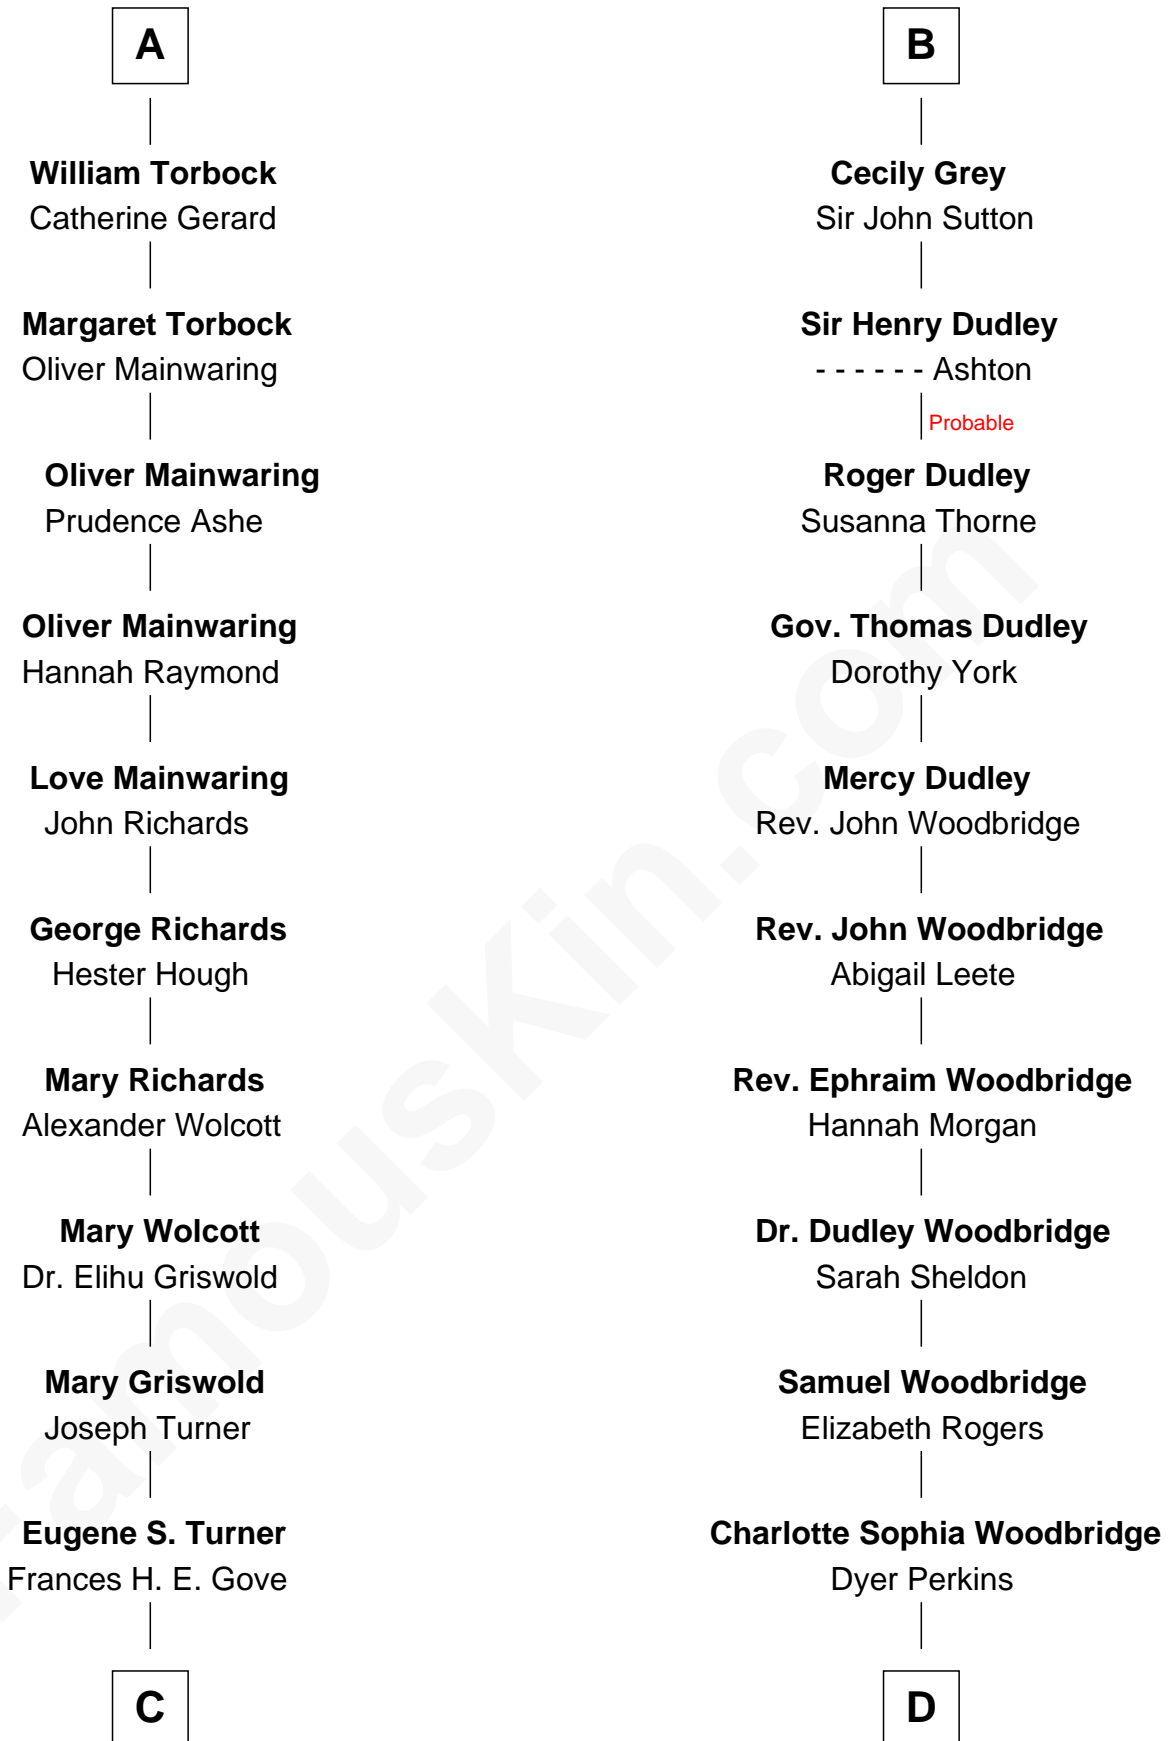 A
William Torbock
Catherine Gerard
Margaret Torbock
Oliver Mainwaring
Oliver Mainwaring
Prudence Ashe
Oliver Mainwaring
Hannah Raymond
Love Mainwaring
John Richards
George Richards
Hester Hough
Mary Richards
Alexander Wolcott
Mary Wolcott
Dr. Elihu Griswold
Mary Griswold
Joseph Turner
Eugene S. Turner
Frances H. E. Gove
C
B
Cecily Grey
Sir John Sutton
Sir Henry Dudley
- - - - - - Ashton
Probable
Roger Dudley
Susanna Thorne
Gov. Thomas Dudley
Dorothy York
Mercy Dudley
Rev. John Woodbridge
Rev. John Woodbridge
Abigail Leete
Rev. Ephraim Woodbridge
Hannah Morgan
Dr. Dudley Woodbridge
Sarah Sheldon
Samuel Woodbridge
Elizabeth Rogers
Charlotte Sophia Woodbridge
Dyer Perkins
D
FamousKin.com